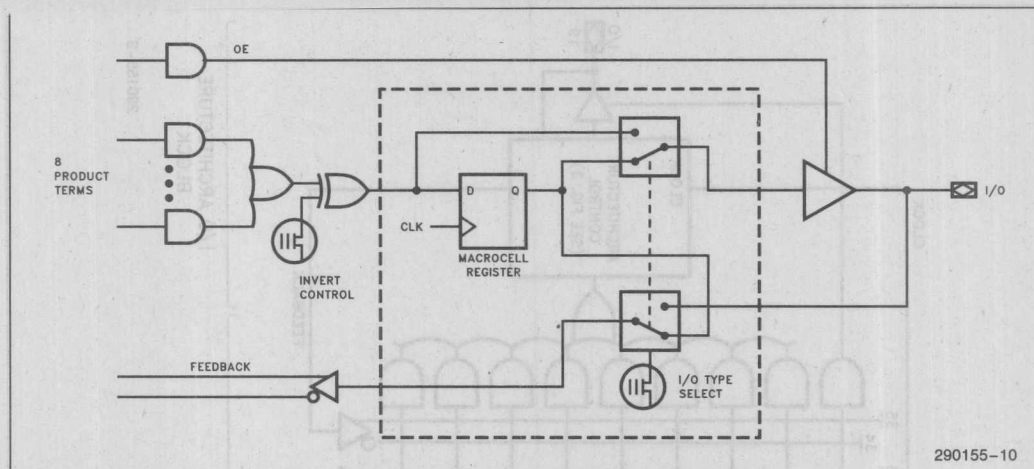 OE
8
PRODUCT
TERMS
I/O
D
Q
CLK
MACROCELL
REGISTER
INVERT
CONTROL
FEEDBACK
I/O TYPE
SELECT
290155-10